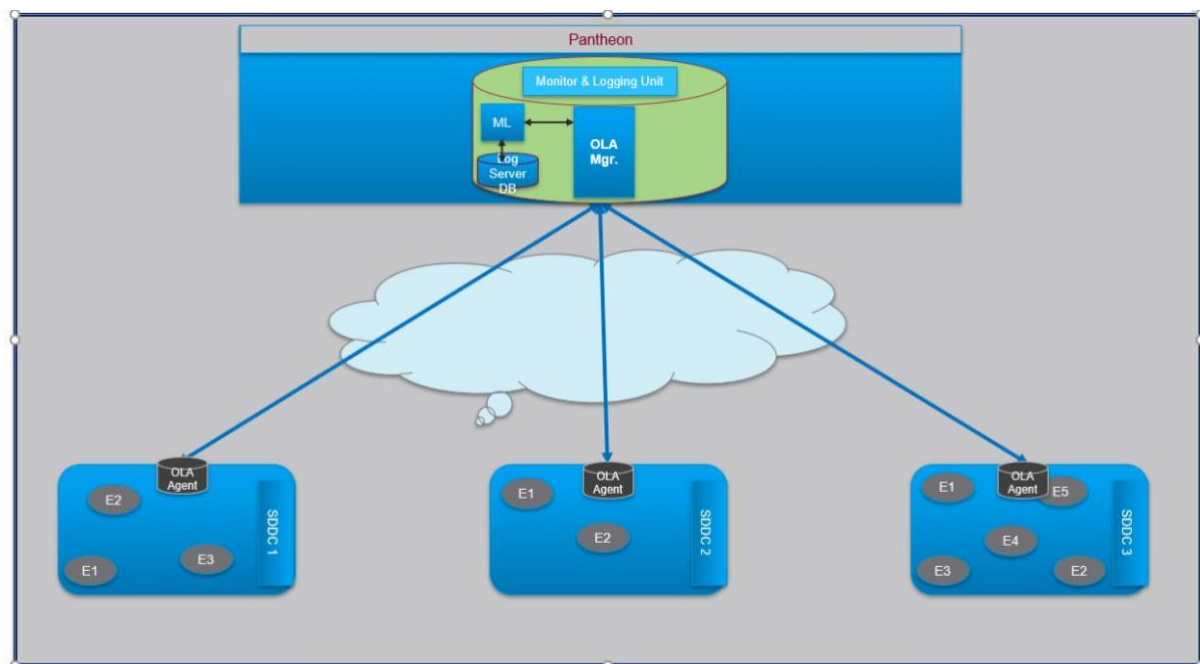 Pantheon
Monitor & Logging Unit
ML
OLA
Mgr.
Log
Server
DB
OLA
Agent
E2
E3
E1
SDDC 1
OLA
Agent
E1
E2
SDDC 2
OLA
Agent
E1
E5
E4
E3
E2
SDDC 3